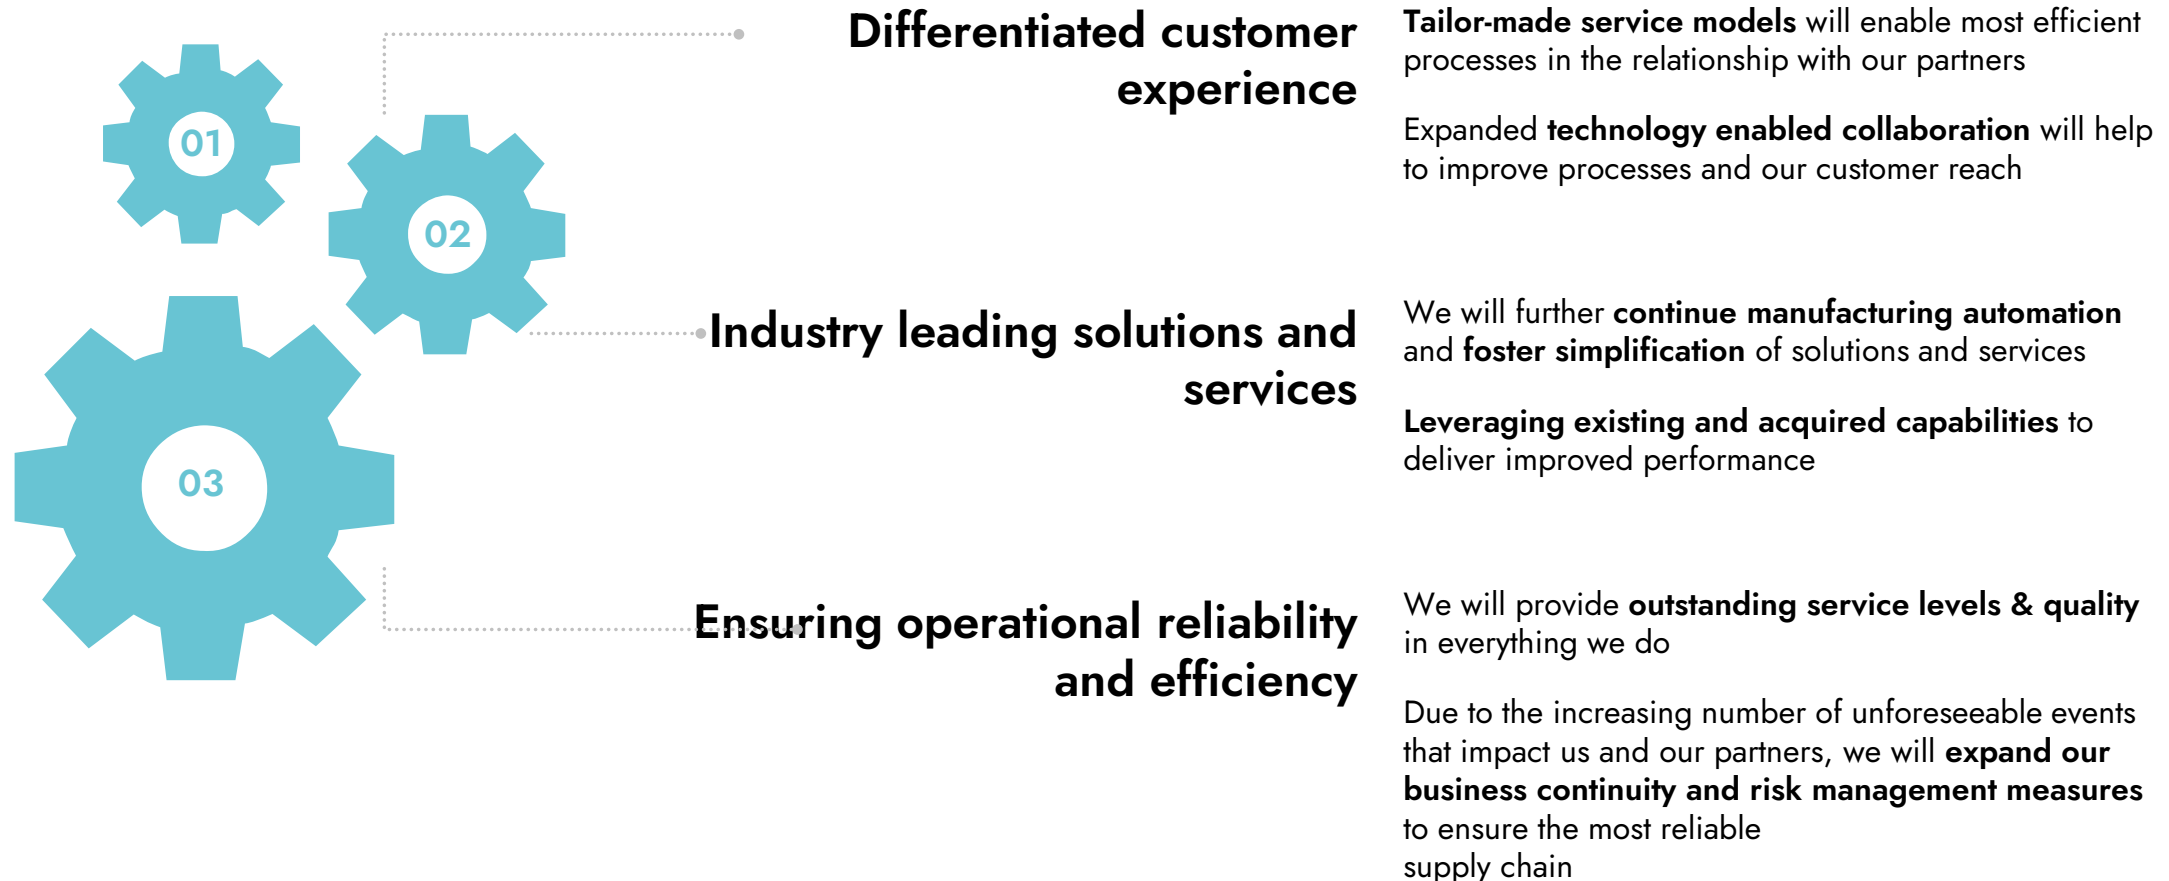 01
02
03
Differentiated customer
experience
Tailor-made service models will enable most efficient
processes in the relationship with our partners
Expanded technology enabled collaboration will help
to improve processes and our customer reach
Industry leading solutions and
services
We will further continue manufacturing automation
and foster simplification of solutions and services
Leveraging existing and acquired capabilities to
deliver improved performance
Ensuring operational reliability
and efficiency
We will provide outstanding service levels & quality
in everything we do
Due to the increasing number of unforeseeable events
that impact us and our partners, we will expand our
business continuity and risk management measures
to ensure the most reliable
supply chain